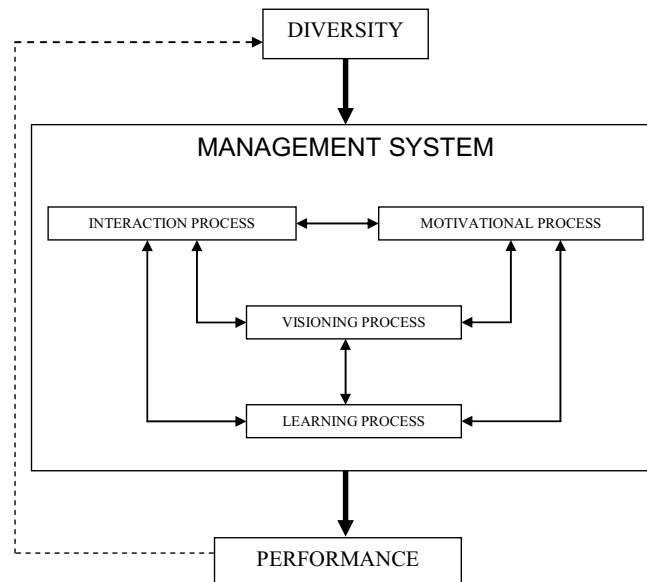 DIVERSITY
MANAGEMENT SYSTEM
INTERACTION PROCESS
MOTIVATIONAL PROCESS
VISIONING PROCESS
LEARNING PROCESS
PERFORMANCE